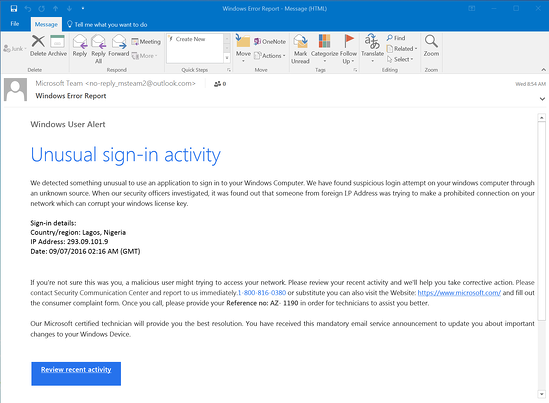 Windows Error Report - Message (HTML)
File Message Tell me what you want to do
Junk Delete Archive Reply Reply All Forward Meeting More Create New Move OneNote Actions Mark Unread Categorize Follow Up Translate Find Related Select Zoom
Delete Respond Quick Steps Move Tags Editing Zoom
Microsoft Team <no-reply_msteam2@outlook.com> 0 Wed 8:54 AM
Windows Error Report
Windows User Alert
Unusual sign-in activity
We detected something unusual to use an application to sign in to your Windows Computer. We have found suspicious login attempt on your windows computer through
an unknown source. When our security officers investigated, it was found out that someone from foreign I.P Address was trying to make a prohibited connection on your
network which can corrupt your windows license key.
Sign-in details:
Country/region: Lagos, Nigeria
IP Address: 293.09.101.9
Date: 09/07/2016 02:16 AM (GMT)
If you're not sure this was you, a malicious user might trying to access your network. Please review your recent activity and we'll help you take corrective action. Please
contact Security Communication Center and report to us immediately.1-800-816-0380 or substitute you can also visit the Website: https://www.microsoft.com/ and fill out
the consumer complaint form. Once you call, please provide your Reference no: AZ- 1190 in order for technicians to assist you better.
Our Microsoft certified technician will provide you the best resolution. You have received this mandatory email service announcement to update you about important
changes to your Windows Device.
Review recent activity